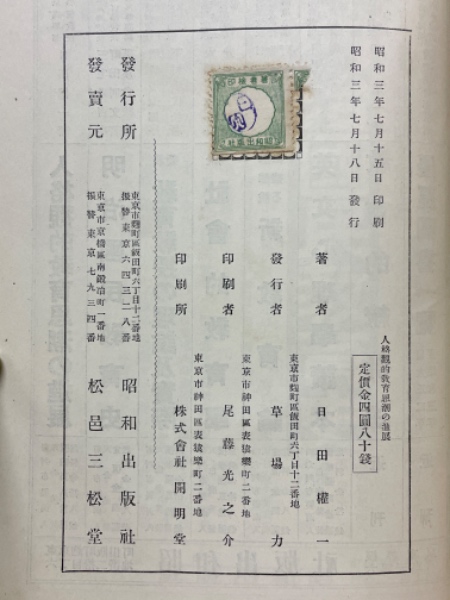 昭和三年七月十五日 印刷
昭和三年七月十八日 發行
人格觀的教育思潮の進展
定價金四圓八十錢
著者 日田權一
東京市麴町區飯田町六丁目十二番地
發行者 草場力
東京市神田區表猿樂町二番地
印刷者 尾藤光之介
東京市神田區表猿樂町二番地
印刷所 株式會社開明堂
發行所
東京市麴町區飯田町六丁目十二番地
振替東京六四三二八番
昭和出版社
發賣元
東京市京橋區南鍛冶町一番地
振替東京七九三四番
松邑三松堂
昭和出版社